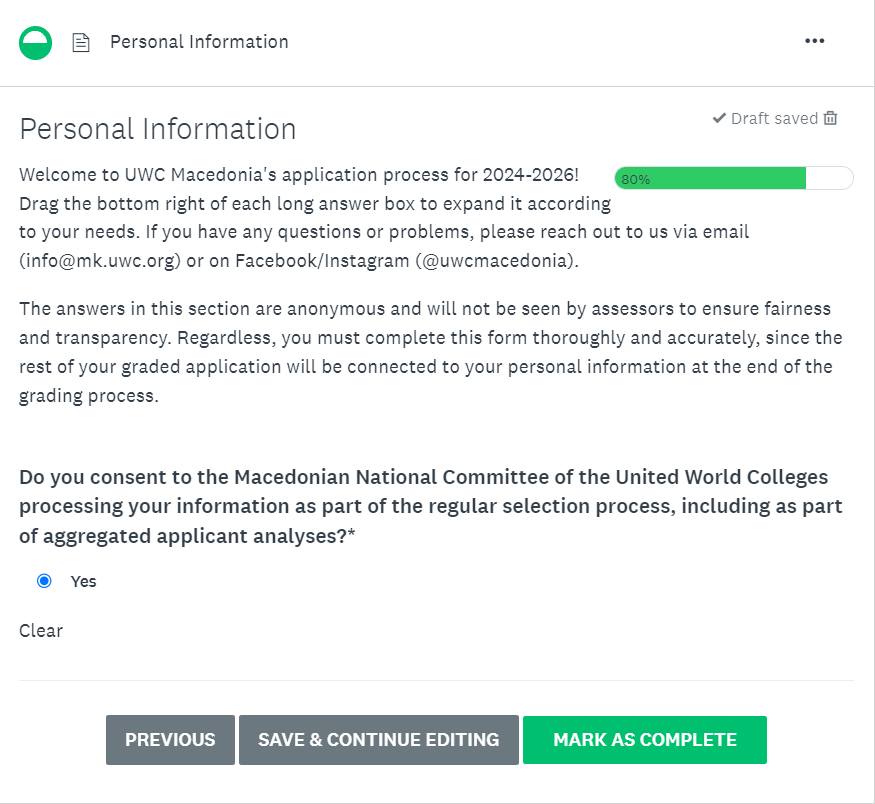 Personal Information
•••
Personal Information
Draft saved
Welcome to UWC Macedonia's application process for 2024-2026!
80%
Drag the bottom right of each long answer box to expand it according
to your needs. If you have any questions or problems, please reach out to us via email
(info@mk.uwc.org) or on Facebook/Instagram (@uwcmacedonia).
The answers in this section are anonymous and will not be seen by assessors to ensure fairness
and transparency. Regardless, you must complete this form thoroughly and accurately, since the
rest of your graded application will be connected to your personal information at the end of the
grading process.
Do you consent to the Macedonian National Committee of the United World Colleges
processing your information as part of the regular selection process, including as part
of aggregated applicant analyses?*
Yes
Clear
PREVIOUS
SAVE & CONTINUE EDITING
MARK AS COMPLETE